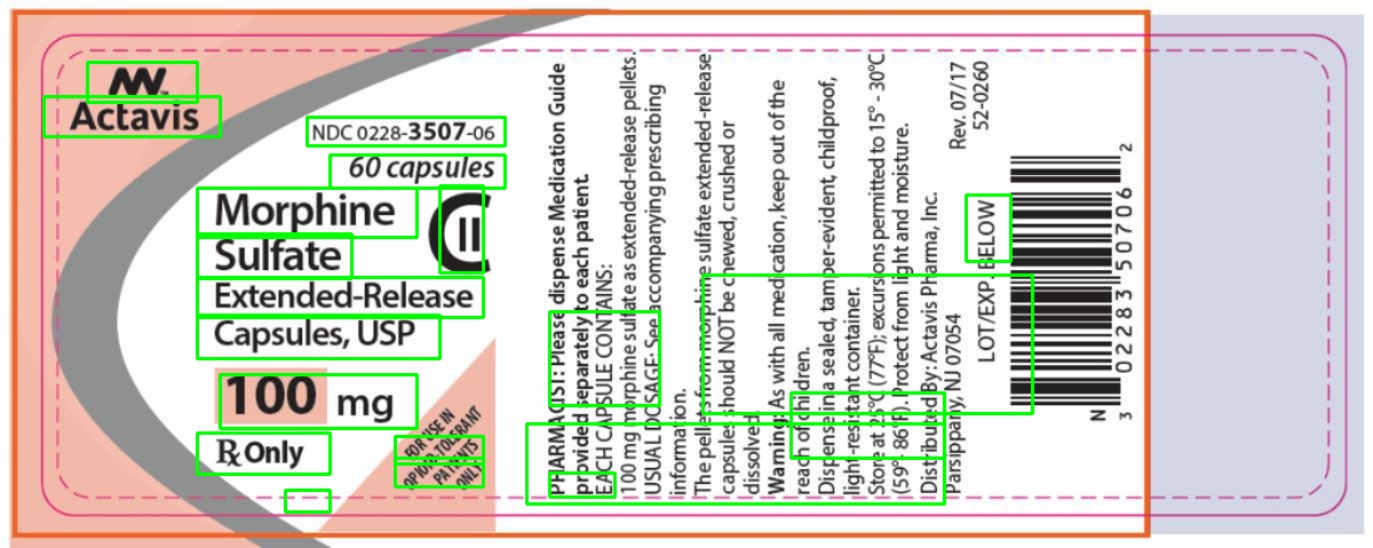 Actavis
NDC 0228-3507-06
60 capsules
Morphine
Sulfate
CII
Extended-Release
Capsules, USP
100 mg
Rx Only
FOR USE IN
OPIOID-TOLERANT
PATIENTS
ONLY
PHARMACIST: Please dispense Medication Guide
provided separately to each patient.
EACH CAPSULE CONTAINS:
100 mg morphine sulfate as extended-release pellets.
USUAL DOSAGE: See accompanying prescribing
information.
The pellets from morphine sulfate extended-release
capsules should NOT be chewed, crushed or
dissolved.
Warning: As with all medication, keep out of the
reach of children.
Dispense in a sealed, tamper-evident, childproof,
light-resistant container.
Store at 25°C (77°F); excursions permitted to 15° - 30°C
(59°- 86°F). Protect from light and moisture.
Distributed By: Actavis Pharma, Inc.
Parsippany, NJ 07054
Rev. 07/17
52-0260
LOT/EXP. BELOW
N
3 02283 50706 2